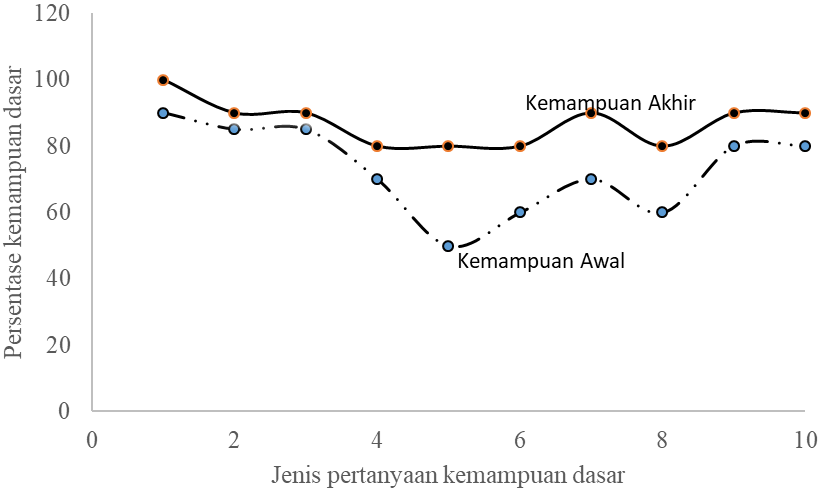 120
100
80
60
40
20
0
Persentase kemampuan dasar
Kemampuan Akhir
Kemampuan Awal
0 2 4 6 8 10
Jenis pertanyaan kemampuan dasar